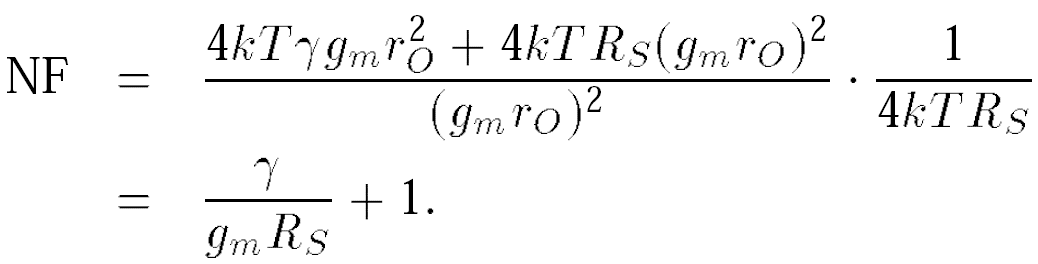 NF = \frac{4kT\gamma g_m r_O^2 + 4kTR_S(g_m r_O)^2}{(g_m r_O)^2} \cdot \frac{1}{4kTR_S}
= \frac{\gamma}{g_m R_S} + 1.